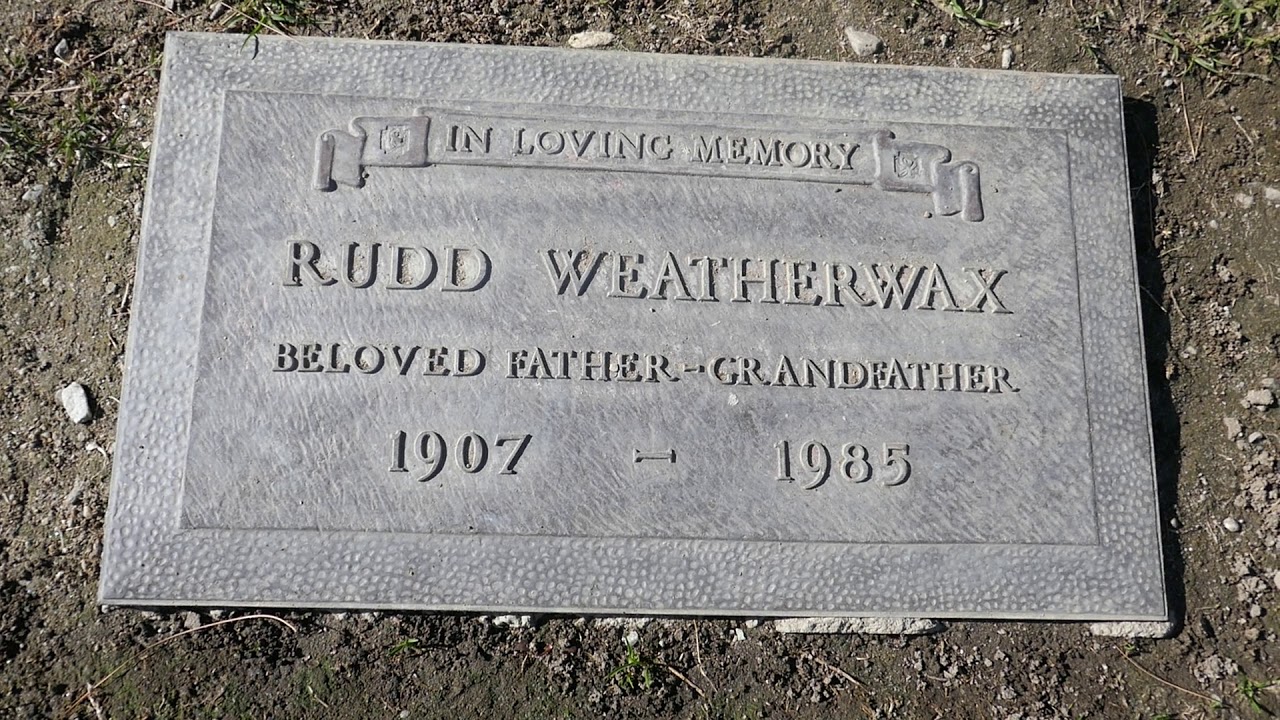 IN LOVING MEMORY
RUDD WEATHERWAX
BELOVED FATHER-GRANDFATHER
1907 - 1985